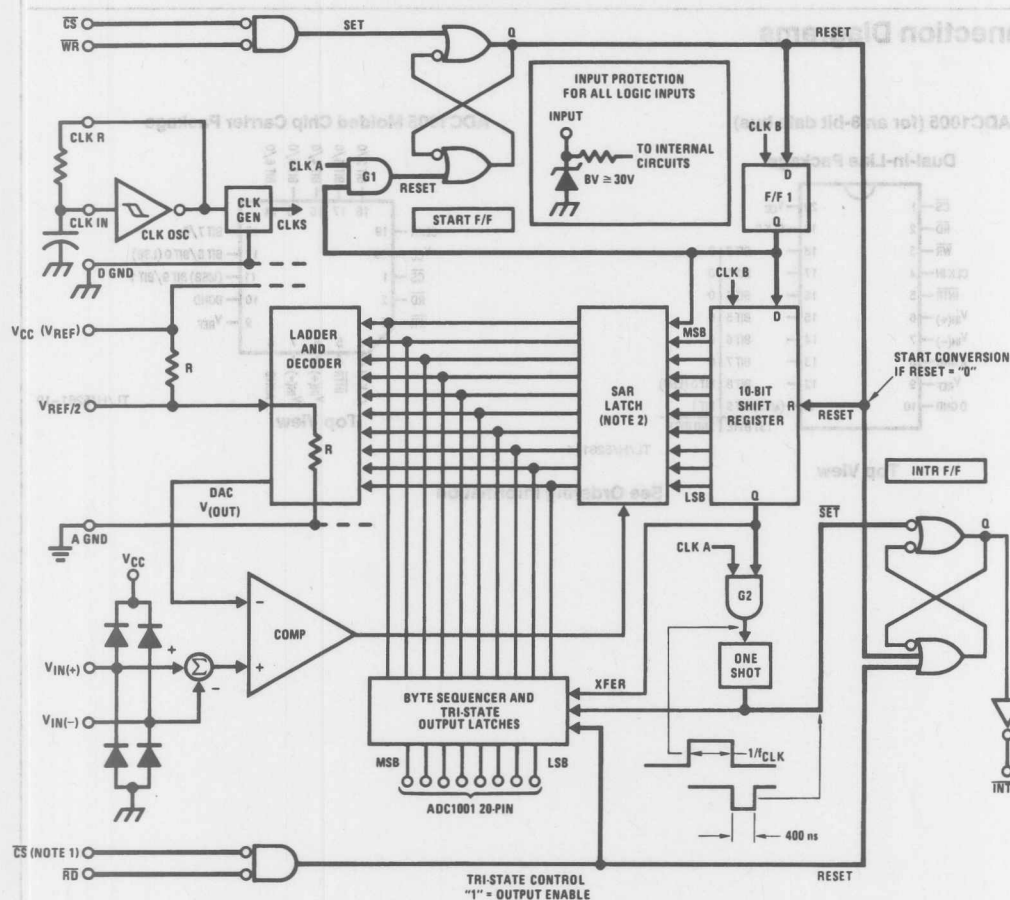 CS
WR
SET
Q
RESET
INPUT PROTECTION
FOR ALL LOGIC INPUTS
INPUT
TO INTERNAL
CIRCUITS
8V ≅ 30V
CLK R
CLK A
G1
RESET
CLK B
D
F/F 1
Q
CLK IN
CLK OSC
CLK
GEN
CLKS
START F/F
D GND
CLK B
VCC (VREF)
R
VREF/2
LADDER
AND
DECODER
R
SAR
LATCH
(NOTE 2)
MSB
D
10-BIT
SHIFT
REGISTER
R
RESET
START CONVERSION
IF RESET = "0"
INTR F/F
LSB
Q
DAC
V(OUT)
A GND
SET
Q
CLK A
G2
VCC
COMP
-
+
VIN(+)
+
Σ
-
VIN(-)
ONE
SHOT
XFER
BYTE SEQUENCER AND
TRI-STATE
OUTPUT LATCHES
MSB
LSB
ADC1001 20-PIN
1/fCLK
400 ns
INT
CS (NOTE 1)
RD
TRI-STATE CONTROL
"1" = OUTPUT ENABLE
RESET